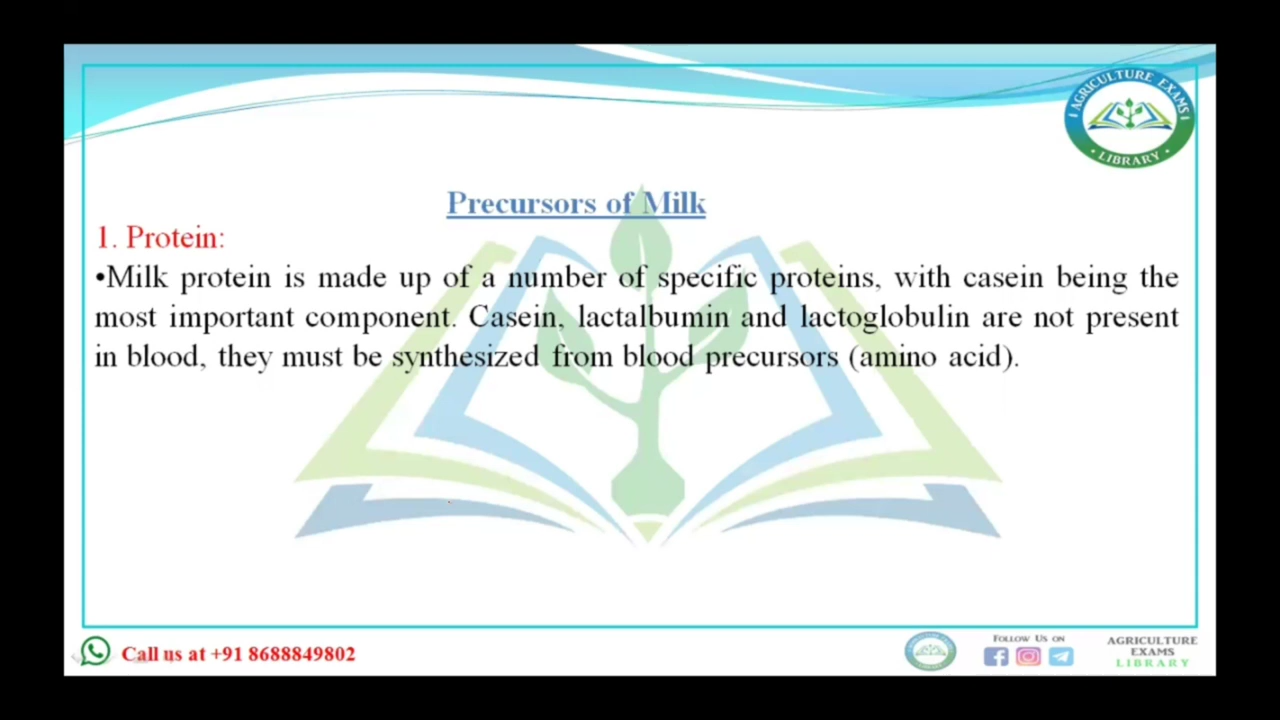 AGRICULTURE EXAMS
LIBRARY
Precursors of Milk
1. Protein:
•Milk protein is made up of a number of specific proteins, with casein being the
most important component. Casein, lactalbumin and lactoglobulin are not present
in blood, they must be synthesized from blood precursors (amino acid).
Call us at +91 8688849802
FOLLOW US ON
AGRICULTURE
EXAMS
LIBRARY